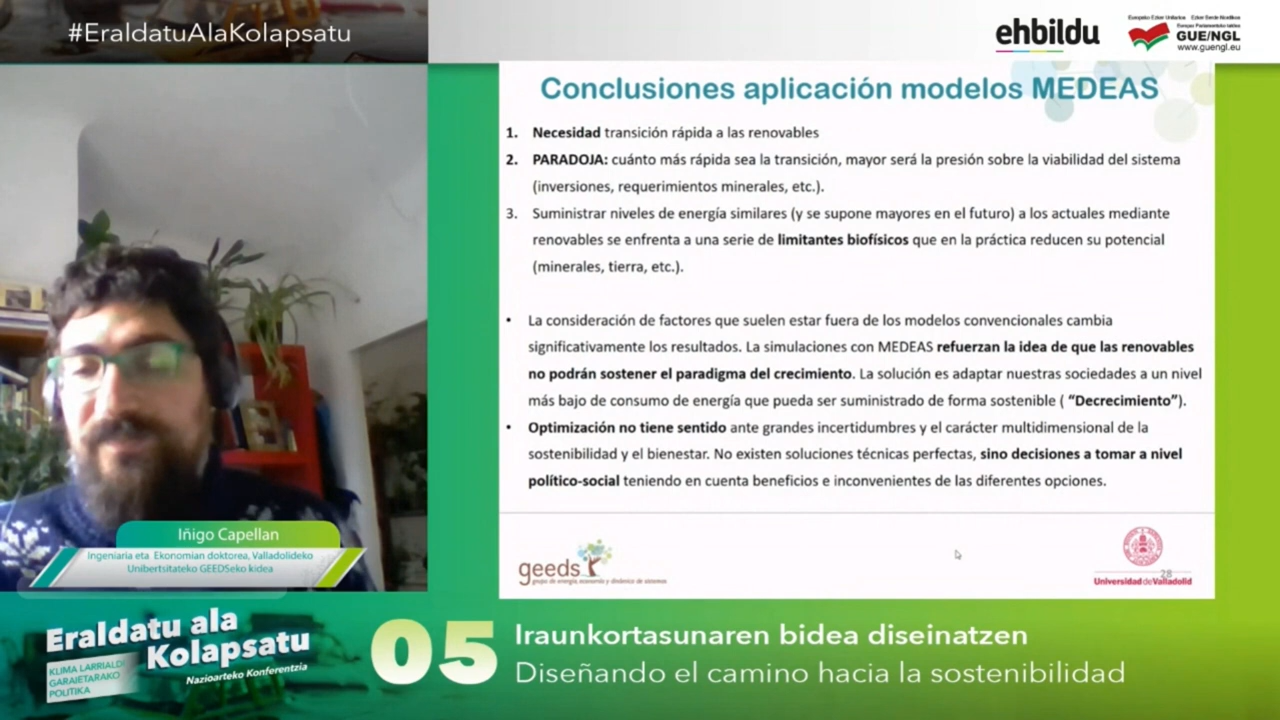 #EraldatuAlaKolapsatu
ehbildu
Europako Ezker Batua Ezker Berde Nordikoa
GUE/NGL
www.guengl.eu
Conclusiones aplicación modelos MEDEAS
1. Necesidad transición rápida a las renovables
2. PARADOJA: cuánto más rápida sea la transición, mayor será la presión sobre la viabilidad del sistema
(inversiones, requerimientos minerales, etc.).
3. Suministrar niveles de energía similares (y se supone mayores en el futuro) a los actuales mediante
renovables se enfrenta a una serie de limitantes biofísicos que en la práctica reducen su potencial
(minerales, tierra, etc.).
• La consideración de factores que suelen estar fuera de los modelos convencionales cambia
significativamente los resultados. La simulaciones con MEDEAS refuerzan la idea de que las renovables
no podrán sostener el paradigma del crecimiento. La solución es adaptar nuestras sociedades a un nivel
más bajo de consumo de energía que pueda ser suministrado de forma sostenible ( “Decrecimiento”).
• Optimización no tiene sentido ante grandes incertidumbres y el carácter multidimensional de la
sostenibilidad y el bienestar. No existen soluciones técnicas perfectas, sino decisiones a tomar a nivel
político-social teniendo en cuenta beneficios e inconvenientes de las diferentes opciones.
geeds
grupo de energía, economía y dinámica de sistemas
28
Universidad de Valladolid
Iñigo Capellan
Ingeniaria eta Ekonomian doktorea, Valladolideko
Unibertsitateko GEEDSeko kidea
Eraldatu ala
Kolapsatu
KLIMA LARRIALDI
GARAIETARAKO
POLITIKA
Nazioarteko Konferentzia
05
Iraunkortasunaren bidea diseinatzen
Diseñando el camino hacia la sostenibilidad